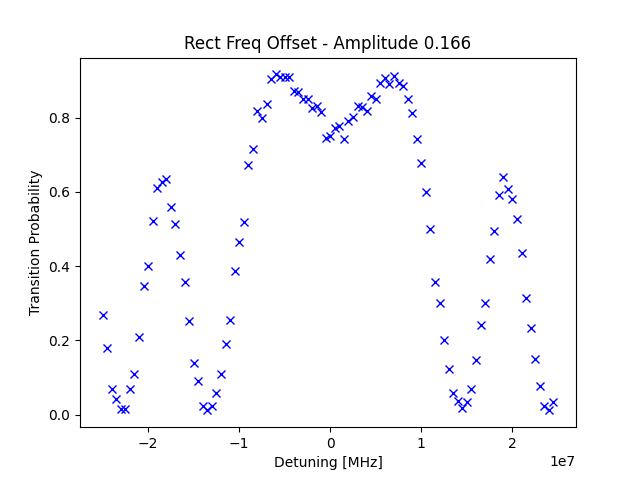 Rect Freq Offset - Amplitude 0.166
Transition Probability
0.8
0.6
0.4
0.2
0.0
−2 −1 0 1 2
1e7
Detuning [MHz]